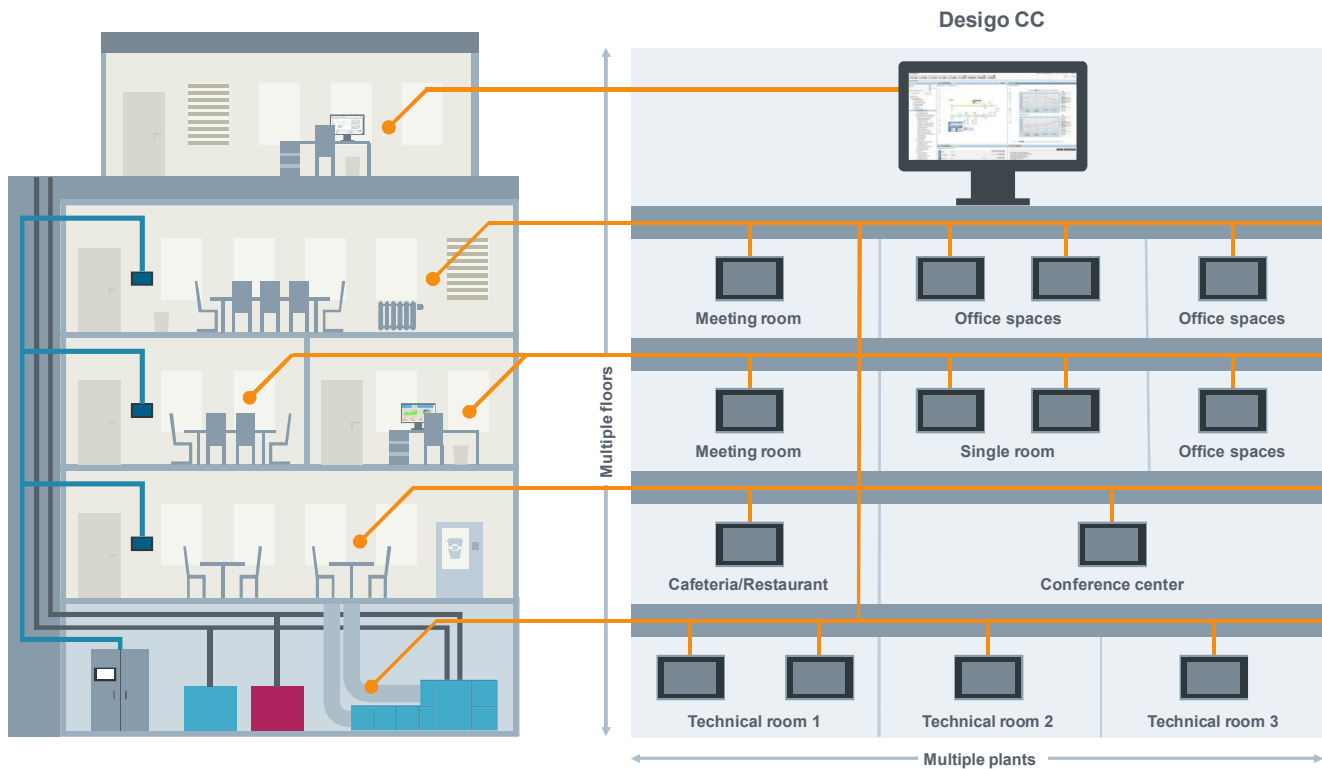 Desigo CC
Meeting room
Office spaces
Office spaces
Multiple floors
Meeting room
Single room
Office spaces
Cafeteria/Restaurant
Conference center
Technical room 1
Technical room 2
Technical room 3
Multiple plants